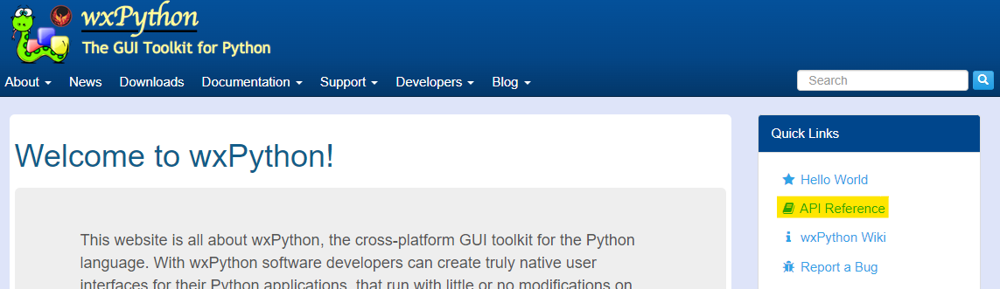 wxPython
The GUI Toolkit for Python
About News Downloads Documentation Support Developers Blog Search
Welcome to wxPython!
This website is all about wxPython, the cross-platform GUI toolkit for the Python
language. With wxPython software developers can create truly native user
interfaces for their Python applications, that run with little or no modifications on
Quick Links
Hello World
API Reference
wxPython Wiki
Report a Bug